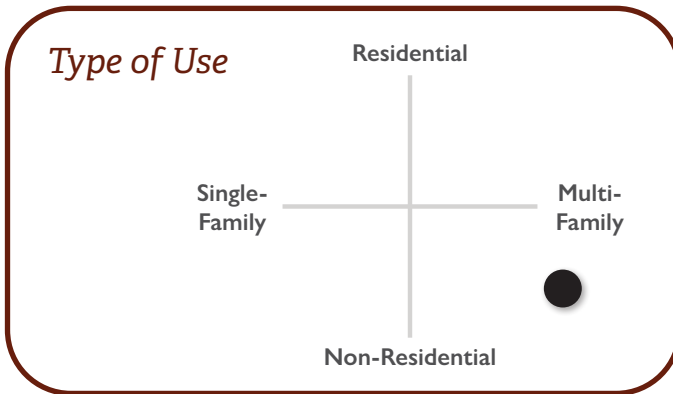 Type of Use
Residential
Single-
Family
Multi-
Family
Non-Residential